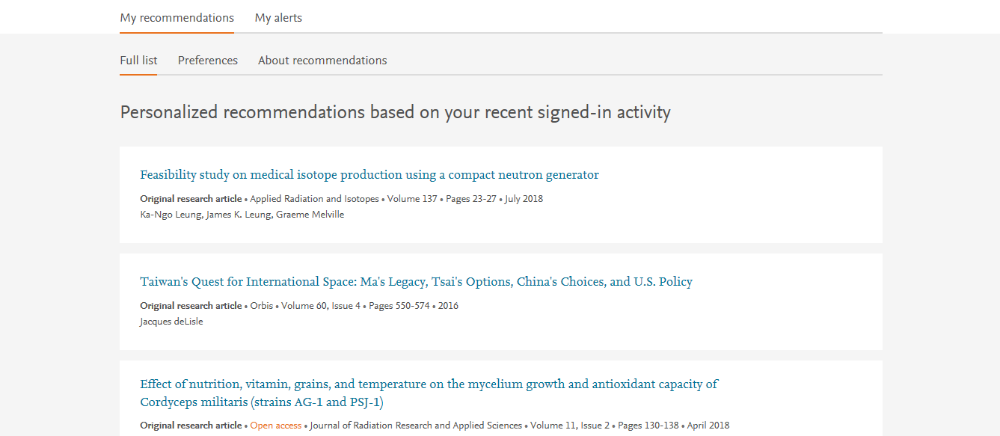 My recommendations My alerts
Full list Preferences About recommendations
Personalized recommendations based on your recent signed-in activity
Feasibility study on medical isotope production using a compact neutron generator
Original research article • Applied Radiation and Isotopes • Volume 137 • Pages 23-27 • July 2018
Ka-Ngo Leung, James K. Leung, Graeme Melville
Taiwan's Quest for International Space: Ma's Legacy, Tsai's Options, China's Choices, and U.S. Policy
Original research article • Orbis • Volume 60, Issue 4 • Pages 550-574 • 2016
Jacques deLisle
Effect of nutrition, vitamin, grains, and temperature on the mycelium growth and antioxidant capacity of
Cordyceps militaris (strains AG-1 and PSJ-1)
Original research article • Open access • Journal of Radiation Research and Applied Sciences • Volume 11, Issue 2 • Pages 130-138 • April 2018